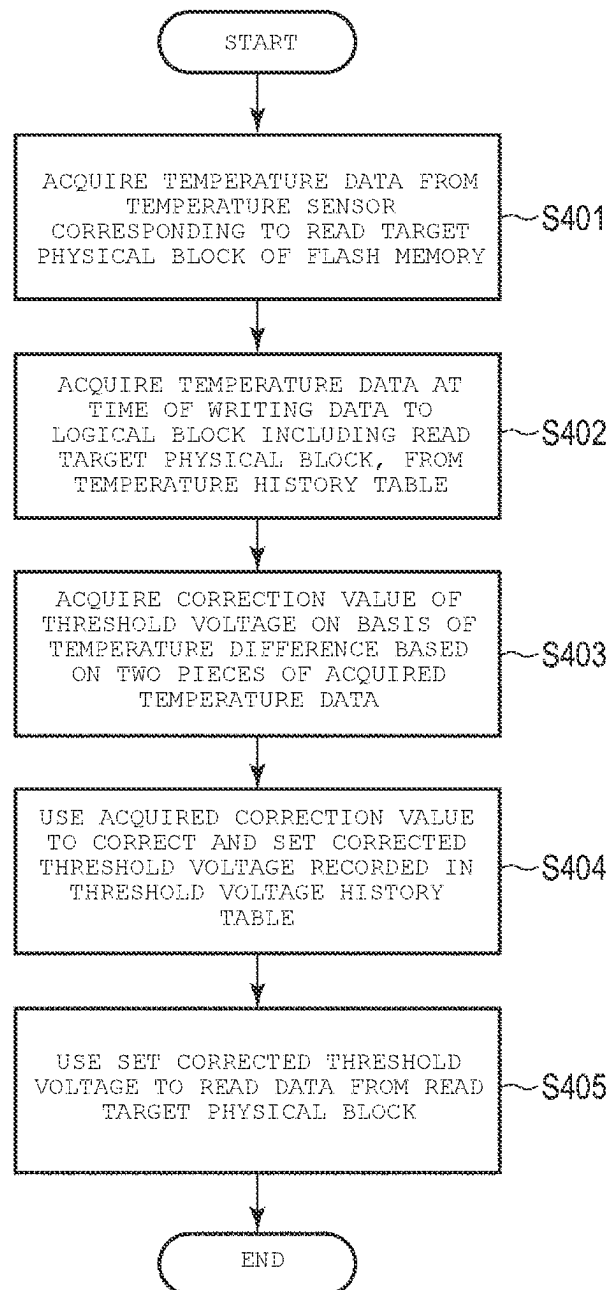 START
ACQUIRE TEMPERATURE DATA FROM
TEMPERATURE SENSOR
CORRESPONDING TO READ TARGET
PHYSICAL BLOCK OF FLASH MEMORY
S401
ACQUIRE TEMPERATURE DATA AT
TIME OF WRITING DATA TO
LOGICAL BLOCK INCLUDING READ
TARGET PHYSICAL BLOCK, FROM
TEMPERATURE HISTORY TABLE
S402
ACQUIRE CORRECTION VALUE OF
THRESHOLD VOLTAGE ON BASIS OF
TEMPERATURE DIFFERENCE BASED
ON TWO PIECES OF ACQUIRED
TEMPERATURE DATA
S403
USE ACQUIRED CORRECTION VALUE
TO CORRECT AND SET CORRECTED
THRESHOLD VOLTAGE RECORDED IN
THRESHOLD VOLTAGE HISTORY
TABLE
S404
USE SET CORRECTED THRESHOLD
VOLTAGE TO READ DATA FROM READ
TARGET PHYSICAL BLOCK
S405
END